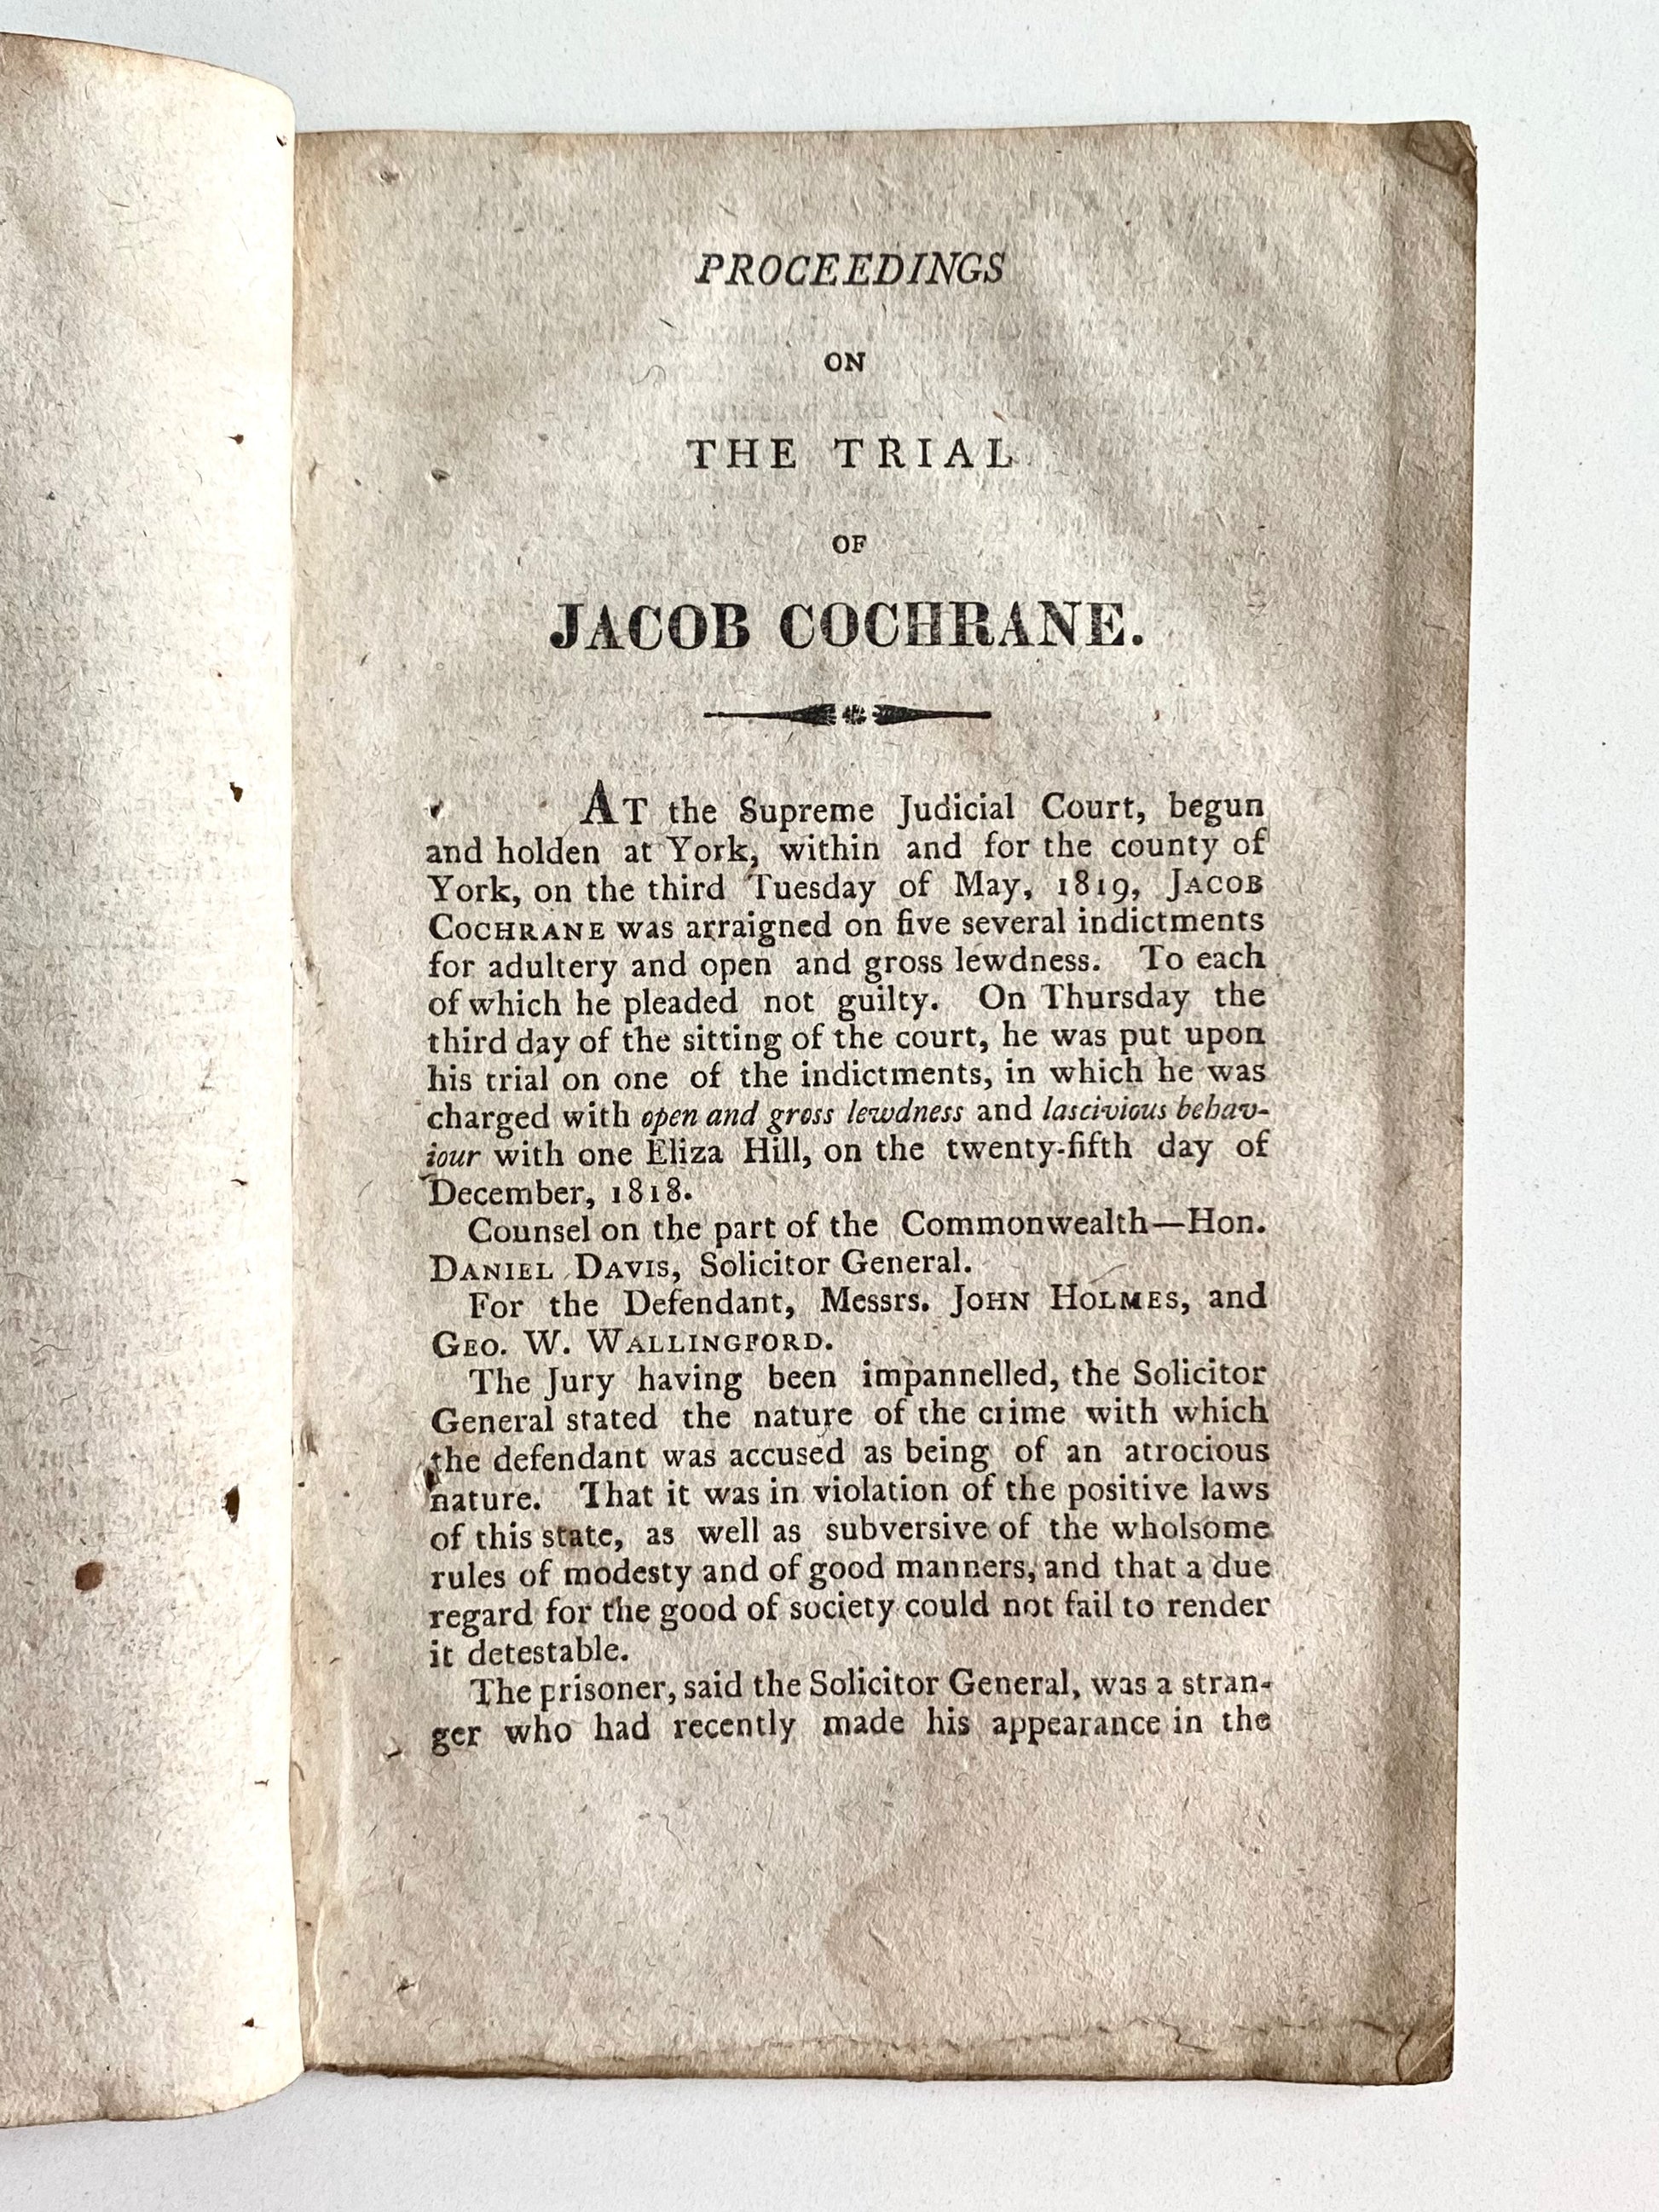 PROCEEDINGS
ON
THE TRIAL
OF
JACOB COCHRANE.
AT the Supreme Judicial Court, begun
and holden at York, within and for the county of
York, on the third Tuesday of May, 1819, JACOB
COCHRANE was arraigned on five several indictments
for adultery and open and gross lewdness. To each
of which he pleaded not guilty. On Thursday the
third day of the sitting of the court, he was put upon
his trial on one of the indictments, in which he was
charged with open and gross lewdness and lascivious behav-
iour with one Eliza Hill, on the twenty-fifth day of
December, 1818.
Counsel on the part of the Commonwealth—Hon.
DANIEL DAVIS, Solicitor General.
For the Defendant, Messrs. JOHN HOLMES, and
GEO. W. WALLINGFORD.
The Jury having been impannelled, the Solicitor
General stated the nature of the crime with which
the defendant was accused as being of an atrocious
nature. That it was in violation of the positive laws
of this state, as well as subversive of the wholsome
rules of modesty and of good manners, and that a due
regard for the good of society could not fail to render
it detestable.
The prisoner, said the Solicitor General, was a stran-
ger who had recently made his appearance in the